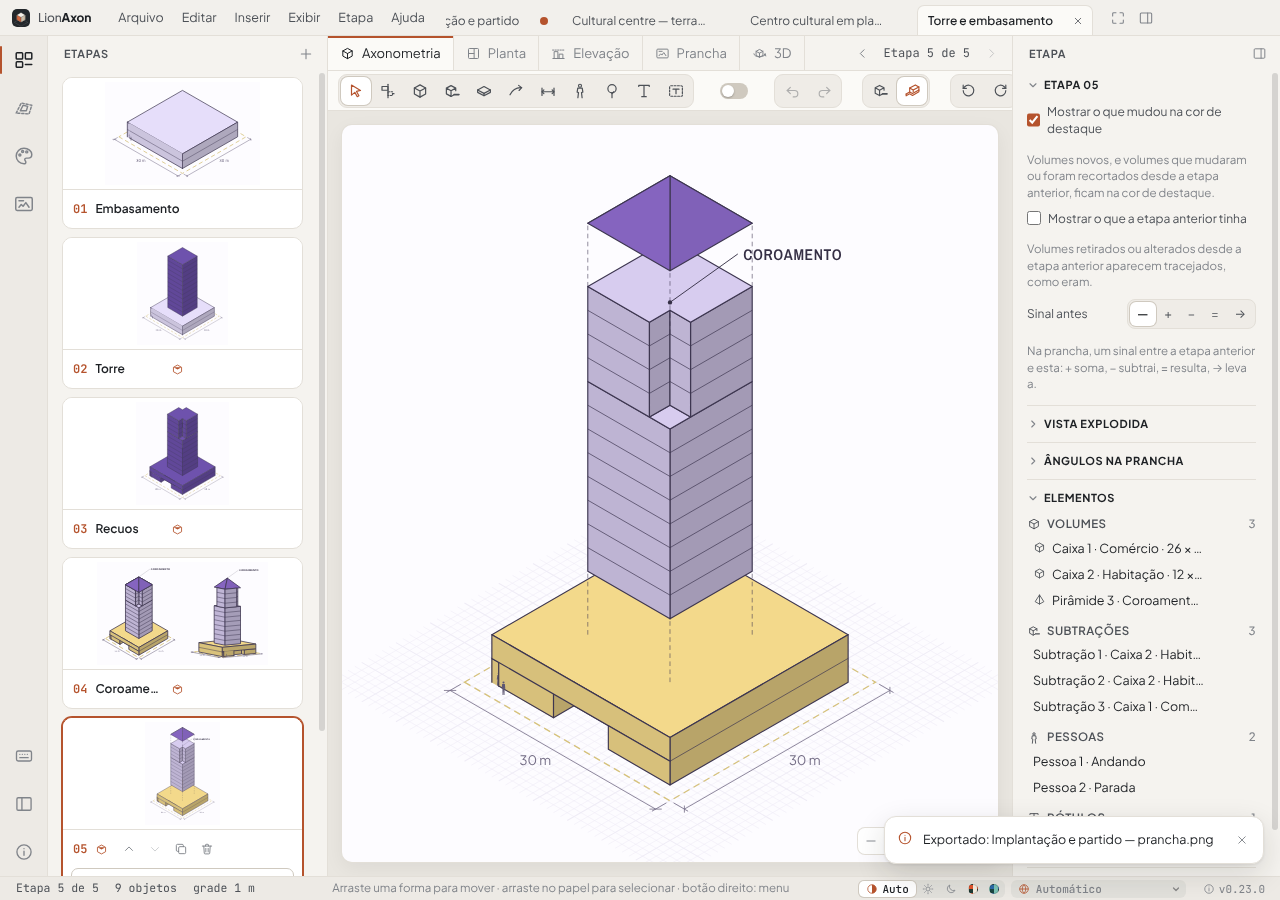 LionAxon
Arquivo Editar Inserir Exibir Etapa Ajuda
ção e partido
Cultural centre — terra…
Centro cultural em pla…
Torre e embasamento
ETAPAS
Axonometria
Planta
Elevação
Prancha
3D
Etapa 5 de 5
01 Embasamento
02 Torre
03 Recuos
04 Coroame…
05
COROAMENTO
30 m
30 m
ETAPA
ETAPA 05
Mostrar o que mudou na cor de
destaque
Volumes novos, e volumes que mudaram
ou foram recortados desde a etapa
anterior, ficam na cor de destaque.
Mostrar o que a etapa anterior tinha
Volumes retirados ou alterados desde a
etapa anterior aparecem tracejados,
como eram.
Sinal antes
— + − = →
Na prancha, um sinal entre a etapa anterior
e esta: + soma, − subtrai, = resulta, → leva
a.
VISTA EXPLODIDA
ÂNGULOS NA PRANCHA
ELEMENTOS
VOLUMES 3
Caixa 1 · Comércio · 26 × …
Caixa 2 · Habitação · 12 ×…
Pirâmide 3 · Coroament…
SUBTRAÇÕES 3
Subtração 1 · Caixa 2 · Habit…
Subtração 2 · Caixa 2 · Habit…
Subtração 3 · Caixa 1 · Com…
PESSOAS 2
Pessoa 1 · Andando
Pessoa 2 · Parada
Exportado: Implantação e partido — prancha.png
Etapa 5 de 5 9 objetos grade 1 m
Arraste uma forma para mover · arraste no papel para selecionar · botão direito: menu
Auto
Automático
v0.23.0